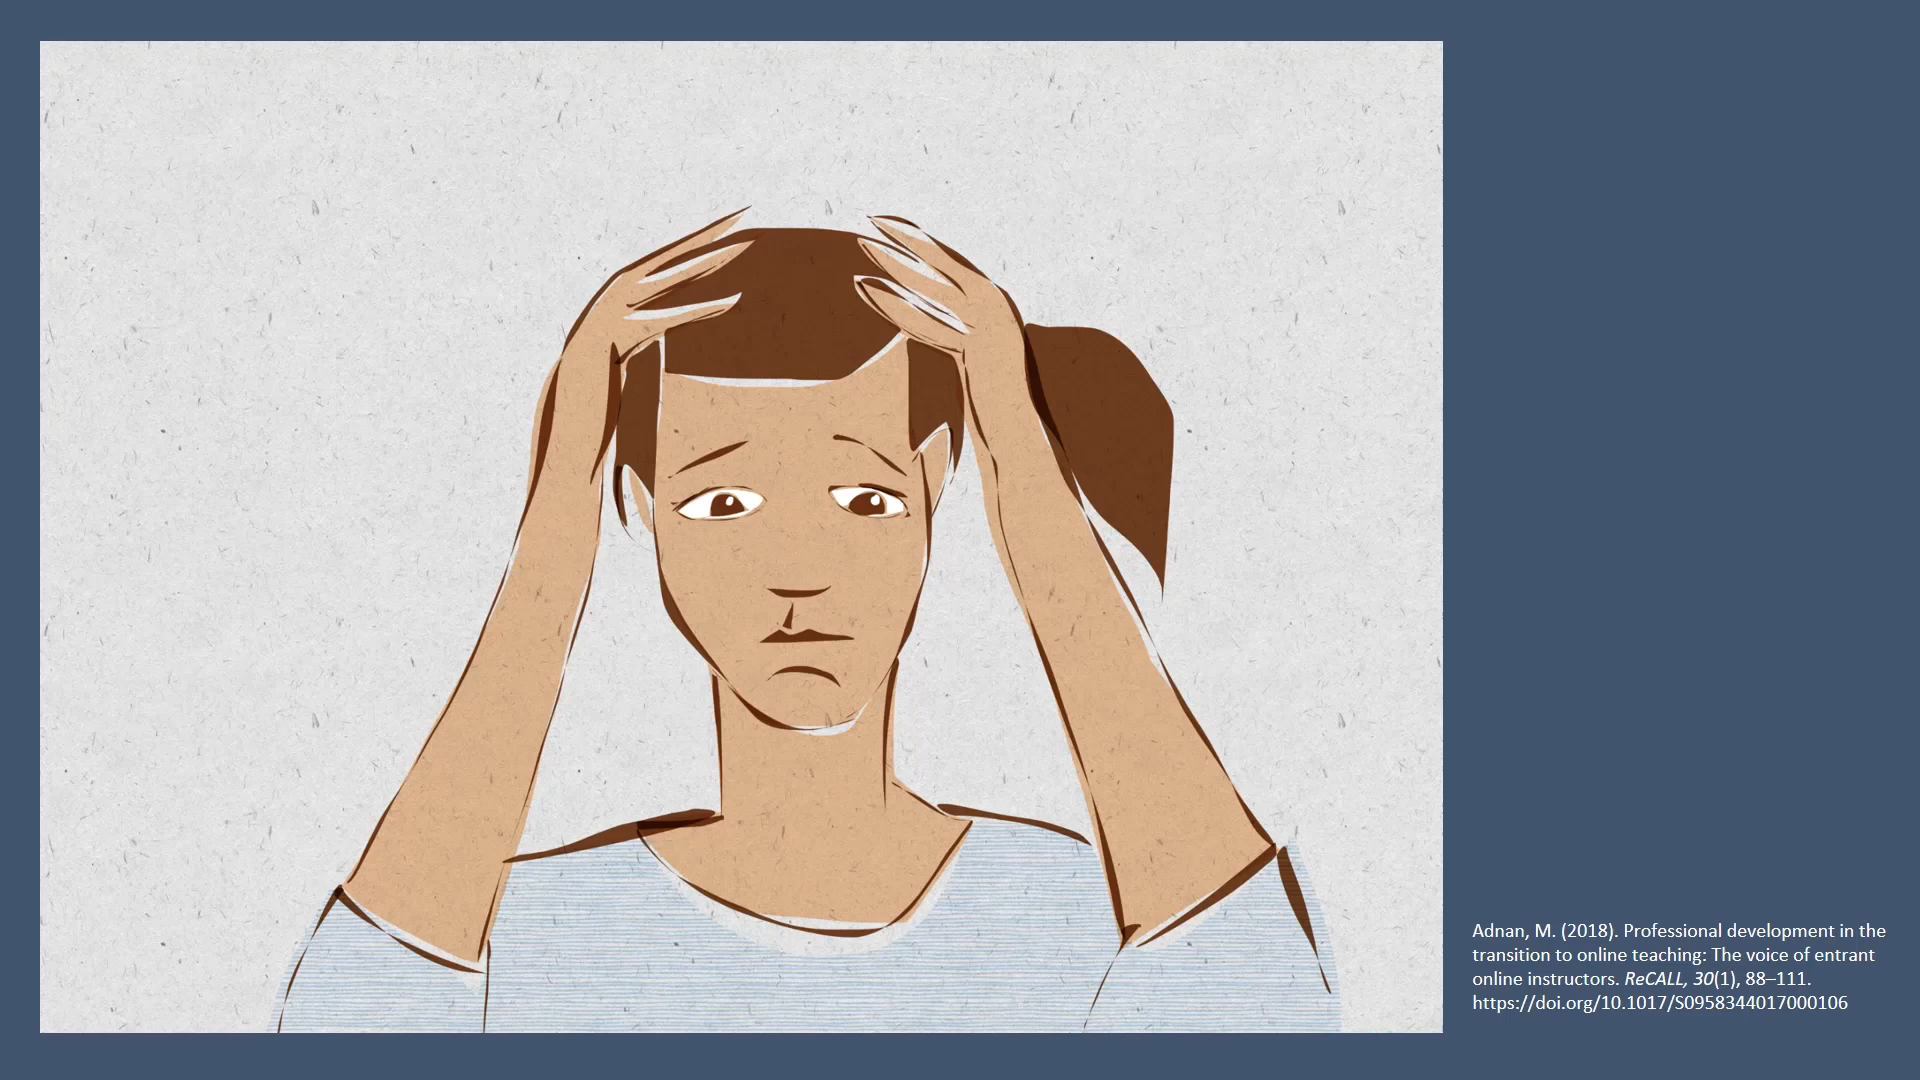 Adnan, M. (2018). Professional development in the
transition to online teaching: The voice of entrant
online instructors. ReCALL, 30(1), 88–111.
https://doi.org/10.1017/S0958344017000106